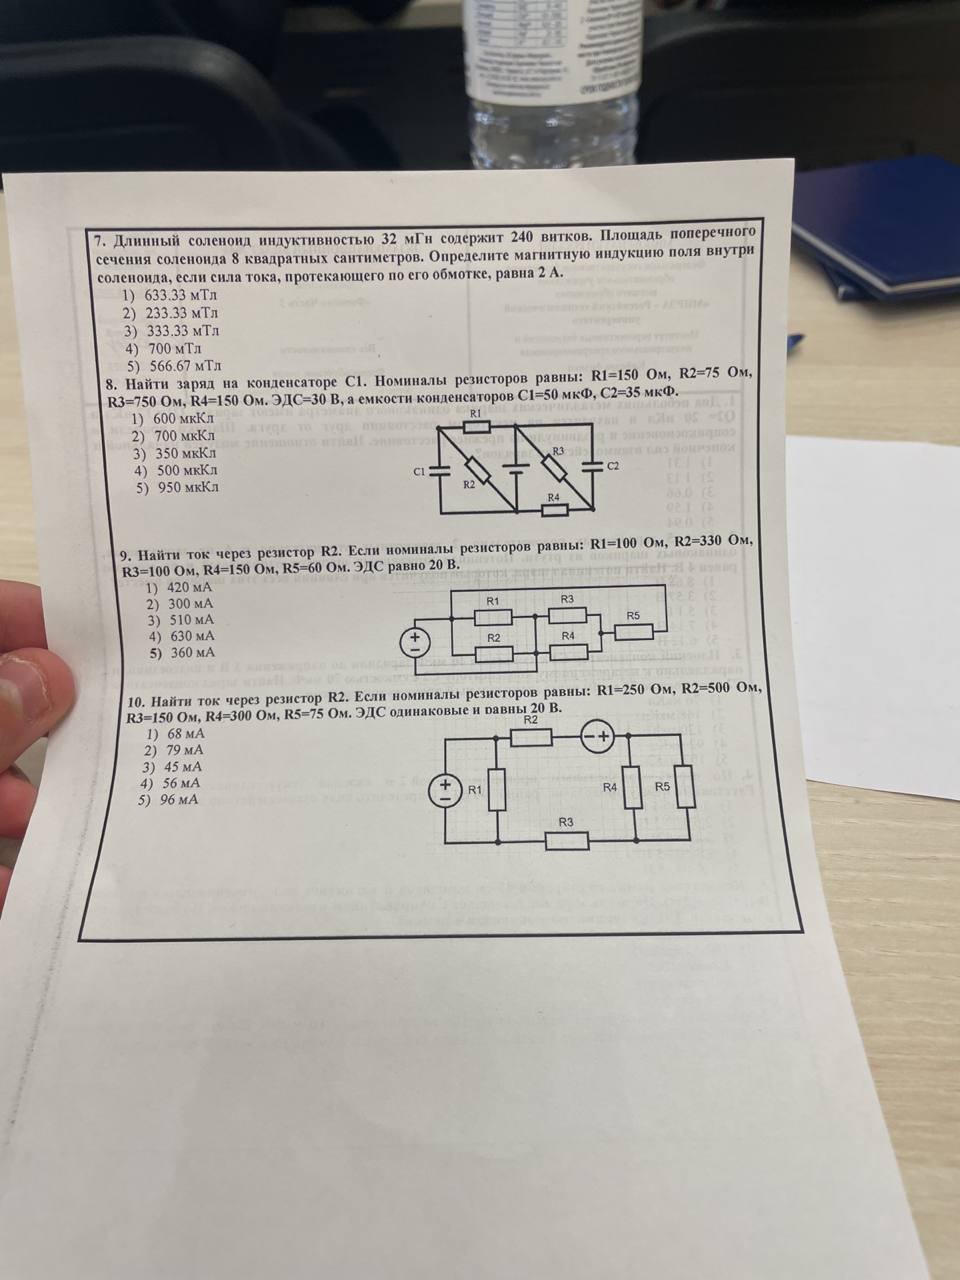 7. Длинный соленоид индуктивностью 32 мГн содержит 240 витков. Площадь поперечного
сечения соленоида 8 квадратных сантиметров. Определите магнитную индукцию поля внутри
соленоида, если сила тока, протекающего по его обмотке, равна 2 А.
1) 633.33 мТл
2) 233.33 мТл
3) 333.33 мТл
4) 700 мТл
5) 566.67 мТл
8. Найти заряд на конденсаторе С1. Номиналы резисторов равны: R1=150 Ом, R2=75 Ом,
R3=750 Ом, R4=150 Ом. ЭДС=30 В, а емкости конденсаторов С1=50 мкФ, С2=35 мкФ.
1) 600 мкКл
2) 700 мкКл
3) 350 мкКл
4) 500 мкКл
5) 950 мкКл
R1
C1
R2
R3
C2
R4
9. Найти ток через резистор R2. Если номиналы резисторов равны: R1=100 Ом, R2=330 Ом,
R3=100 Ом, R4=150 Ом, R5=60 Ом. ЭДС равно 20 В.
1) 420 мА
2) 300 мА
3) 510 мА
4) 630 мА
5) 360 мА
R1
R3
R5
R2
R4
10. Найти ток через резистор R2. Если номиналы резисторов равны: R1=250 Ом, R2=500 Ом,
R3=150 Ом, R4=300 Ом, R5=75 Ом. ЭДС одинаковые и равны 20 В.
1) 68 мА
2) 79 мА
3) 45 мА
4) 56 мА
5) 96 мА
R2
R1
R4
R5
R3